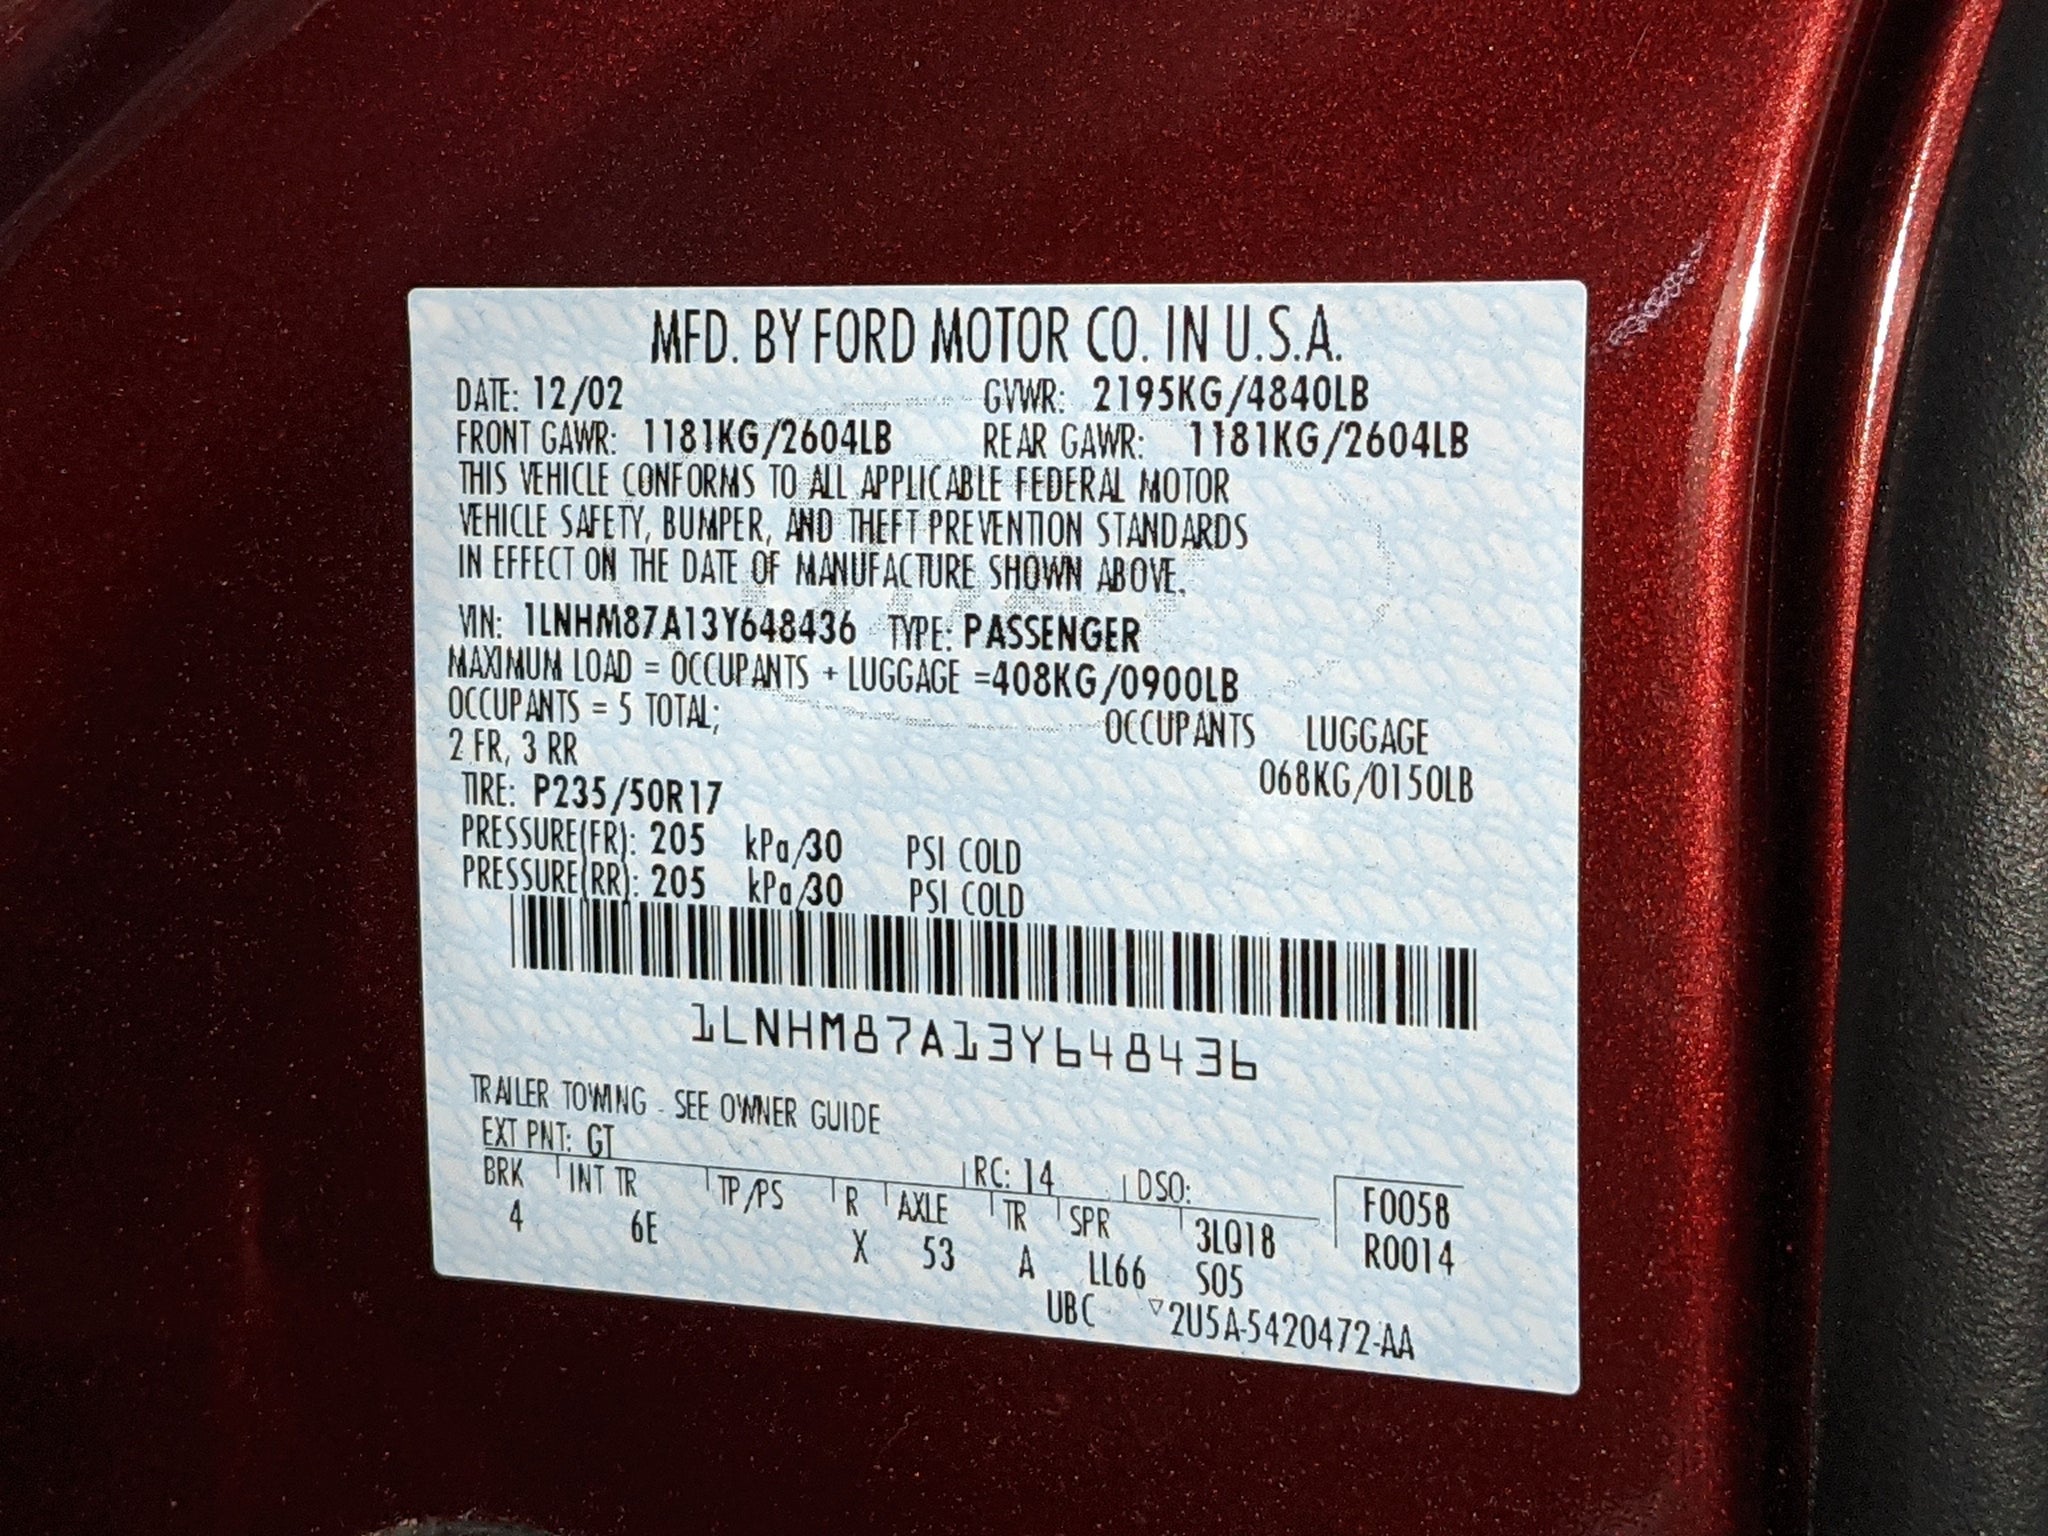 MFD. BY FORD MOTOR CO. IN U.S.A.
DATE: 12/02 GVWR: 2195KG/4840LB
FRONT GAWR: 1181KG/2604LB REAR GAWR: 1181KG/2604LB
THIS VEHICLE CONFORMS TO ALL APPLICABLE FEDERAL MOTOR
VEHICLE SAFETY, BUMPER, AND THEFT PREVENTION STANDARDS
IN EFFECT ON THE DATE OF MANUFACTURE SHOWN ABOVE.
VIN: 1LNHM87A13Y648436 TYPE: PASSENGER
MAXIMUM LOAD = OCCUPANTS + LUGGAGE =408KG/0900LB
OCCUPANTS = 5 TOTAL; OCCUPANTS LUGGAGE
2 FR, 3 RR 068KG/0150LB
TIRE: P235/50R17
PRESSURE(FR): 205 kPa/30 PSI COLD
PRESSURE(RR): 205 kPa/30 PSI COLD
1LNHM87A13Y648436
TRAILER TOWING - SEE OWNER GUIDE
EXT PNT: GT RC: 14 DSO: F0058
BRK INT TR TP/PS R AXLE TR SPR 3LQ18 R0014
4 6E X 53 A LL66 S05
UBC ▽2U5A-5420472-AA